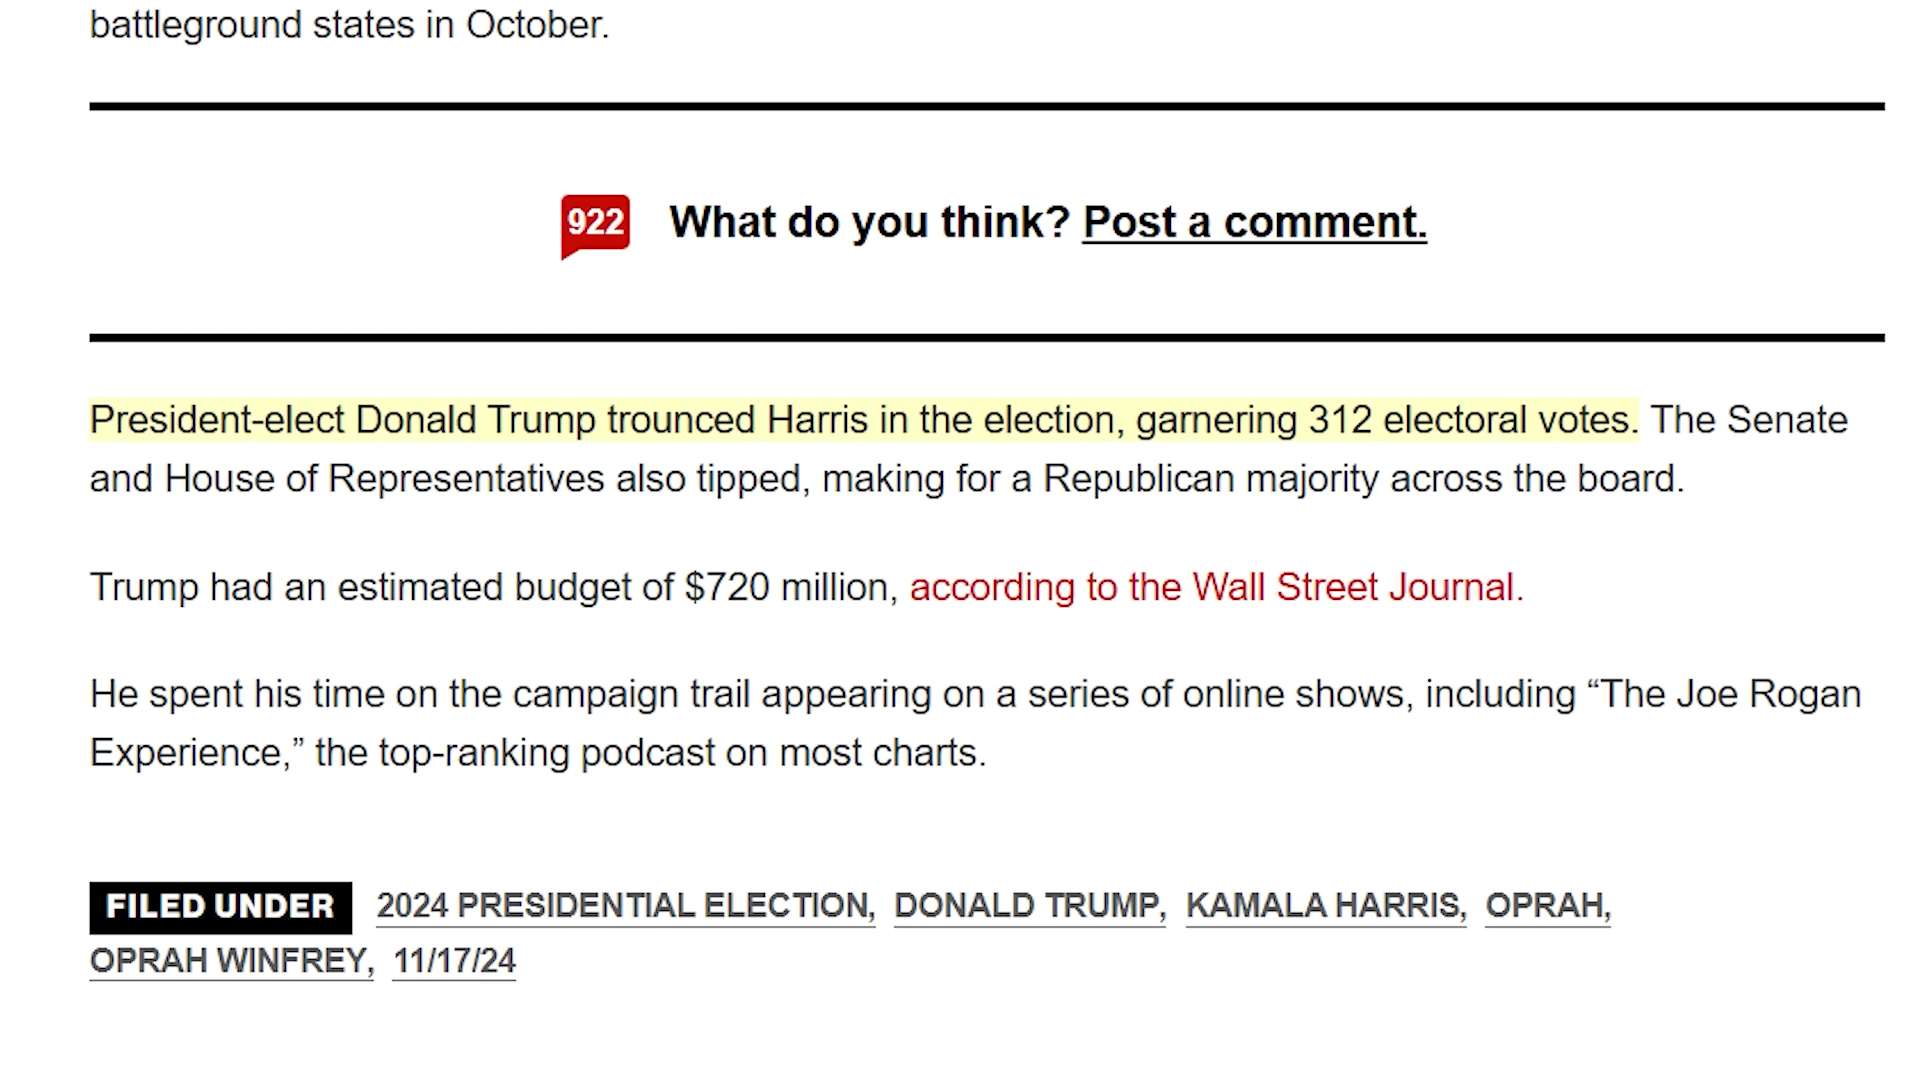 battleground states in October.
922 What do you think? Post a comment.
President-elect Donald Trump trounced Harris in the election, garnering 312 electoral votes. The Senate
and House of Representatives also tipped, making for a Republican majority across the board.
Trump had an estimated budget of $720 million, according to the Wall Street Journal.
He spent his time on the campaign trail appearing on a series of online shows, including “The Joe Rogan
Experience,” the top-ranking podcast on most charts.
FILED UNDER 2024 PRESIDENTIAL ELECTION, DONALD TRUMP, KAMALA HARRIS, OPRAH,
OPRAH WINFREY, 11/17/24